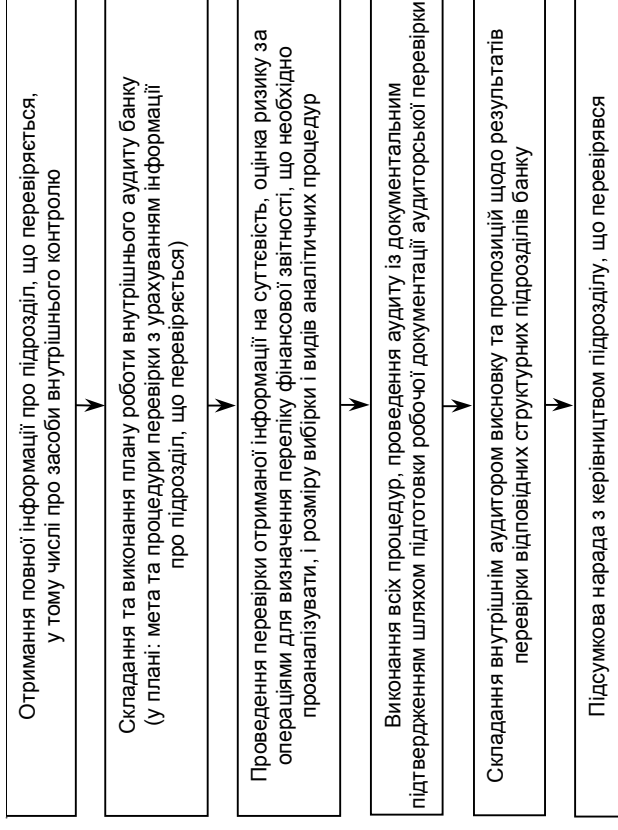 Отримання повної інформації про підрозділ, що перевіряється,
у тому числі про засоби внутрішнього контролю
Складання та виконання плану роботи внутрішнього аудиту банку
(у плані: мета та процедури перевірки з урахуванням інформації
про підрозділ, що перевіряється)
Проведення перевірки отриманої інформації на суттєвість, оцінка ризику за
операціями для визначення переліку фінансової звітності, що необхідно
проаналізувати, і розміру вибірки і видів аналітичних процедур
Виконання всіх процедур, проведення аудиту із документальним
підтвердженням шляхом підготовки робочої документації аудиторської перевірки
Складання внутрішнім аудитором висновку та пропозицій щодо результатів
перевірки відповідних структурних підрозділів банку
Підсумкова нарада з керівництвом підрозділу, що перевірявся